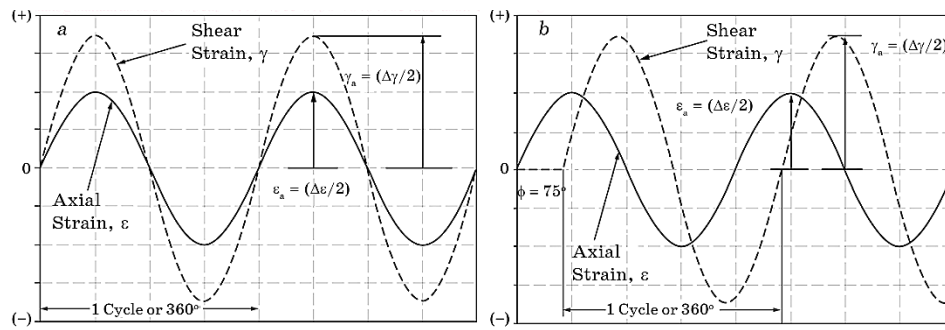 (+)
a
Shear
Strain, γ
γₐ = (Δγ/2)
0
εₐ = (Δε/2)
Axial
Strain, ε
1 Cycle or 360°
(−)
(+)
b
Shear
Strain, γ
γₐ = (Δγ/2)
εₐ = (Δε/2)
0
ϕ = 75°
Axial
Strain, ε
1 Cycle or 360°
(−)